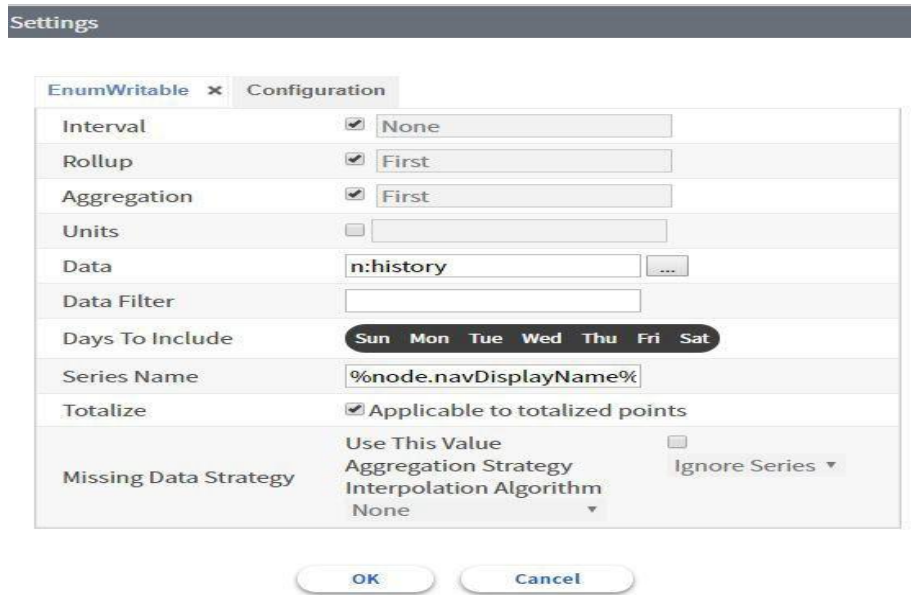 Settings
EnumWritable × Configuration
Interval None
Rollup First
Aggregation First
Units
Data n:history ...
Data Filter
Days To Include Sun Mon Tue Wed Thu Fri Sat
Series Name %node.navDisplayName%
Totalize Applicable to totalized points
Missing Data Strategy
Use This Value
Aggregation Strategy Ignore Series
Interpolation Algorithm
None
OK Cancel